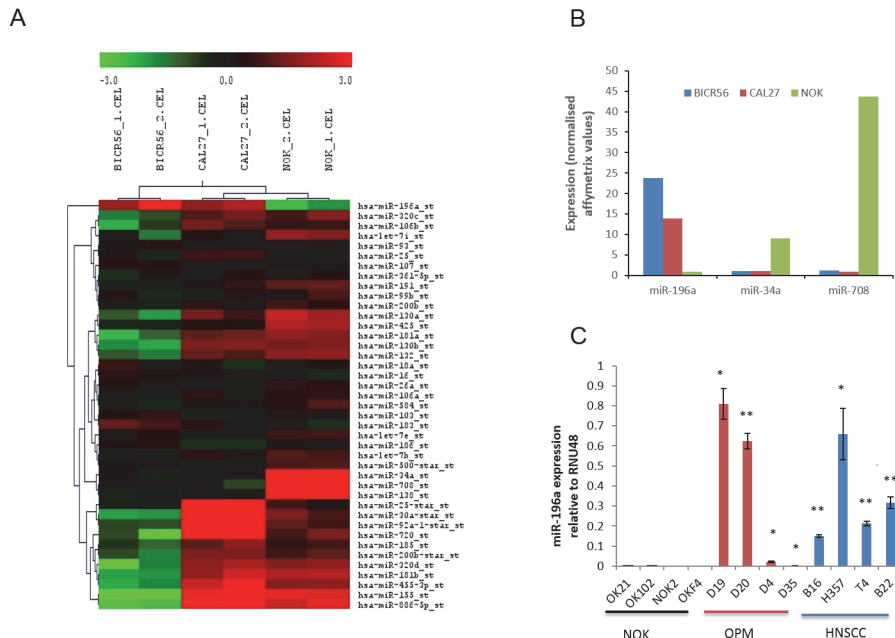 A
-3.0 0.0 3.0
BICR56_1.CEL
BICR56_2.CEL
CAL27_1.CEL
CAL27_2.CEL
NOK_2.CEL
NOK_1.CEL
hsa-miR-196a_st
hsa-miR-320c_st
hsa-miR-106b_st
hsa-let-7i_st
hsa-miR-93_st
hsa-miR-25_st
hsa-miR-107_st
hsa-miR-361-5p_st
hsa-miR-191_st
hsa-miR-99b_st
hsa-miR-200b_st
hsa-miR-130a_st
hsa-miR-425_st
hsa-miR-181a_st
hsa-miR-130b_st
hsa-miR-132_st
hsa-miR-18a_st
hsa-miR-16_st
hsa-miR-26a_st
hsa-miR-106a_st
hsa-miR-584_st
hsa-miR-103_st
hsa-miR-183_st
hsa-let-7e_st
hsa-miR-186_st
hsa-let-7b_st
hsa-miR-500-star_st
hsa-miR-34a_st
hsa-miR-708_st
hsa-miR-138_st
hsa-miR-25-star_st
hsa-miR-30a-star_st
hsa-miR-92a-1-star_st
hsa-miR-720_st
hsa-miR-185_st
hsa-miR-200b-star_st
hsa-miR-320d_st
hsa-miR-181b_st
hsa-miR-455-3p_st
hsa-miR-155_st
hsa-miR-886-5p_st
B
Expression (normalised
affymetrix values)
50
45
40
35
30
25
20
15
10
5
0
BICR56 CAL27 NOK
miR-196a miR-34a miR-708
C
miR-196a expression
relative to RNU48
1
0.9
0.8
0.7
0.6
0.5
0.4
0.3
0.2
0.1
0
* ** * * ** * ** **
OK21 OK102 NOK2 OKF4 D19 D20 D4 D35 B16 H357 T4 B22
NOK OPM HNSCC